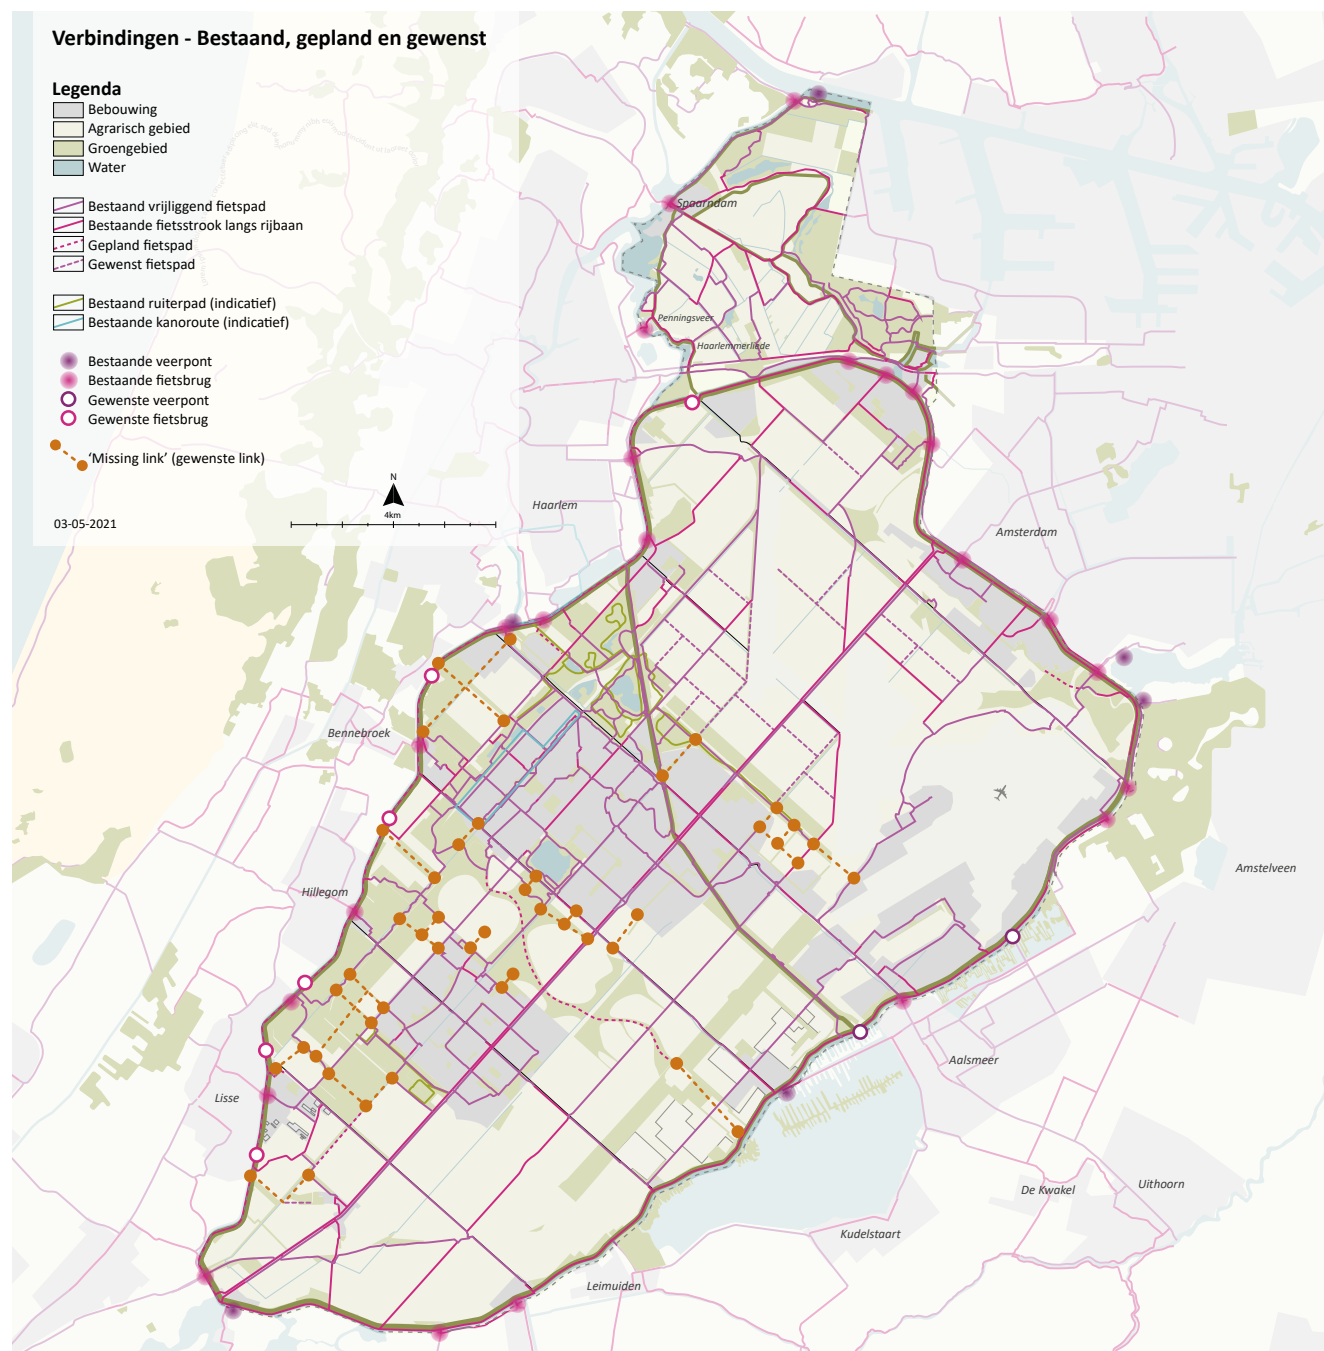 Verbindingen - Bestaand, gepland en gewenst
Legenda
Bebouwing
Agrarisch gebied
Groengebied
Water
Bestaand vrijliggend fietspad
Bestaande fietsstrook langs rijbaan
Gepland fietspad
Gewenst fietspad
Bestaand ruiterpad (indicatief)
Bestaande kanoroute (indicatief)
Bestaande veerpont
Bestaande fietsbrug
Gewenste veerpont
Gewenste fietsbrug
'Missing link' (gewenste link)
N
4km
03-05-2021
Spaarndam
Penningsveer
Haarlemmerliede
Haarlem
Amsterdam
Bennebroek
Amstelveen
Hillegom
Aalsmeer
Lisse
De Kwakel
Uithoorn
Kudelstaart
Leimuiden